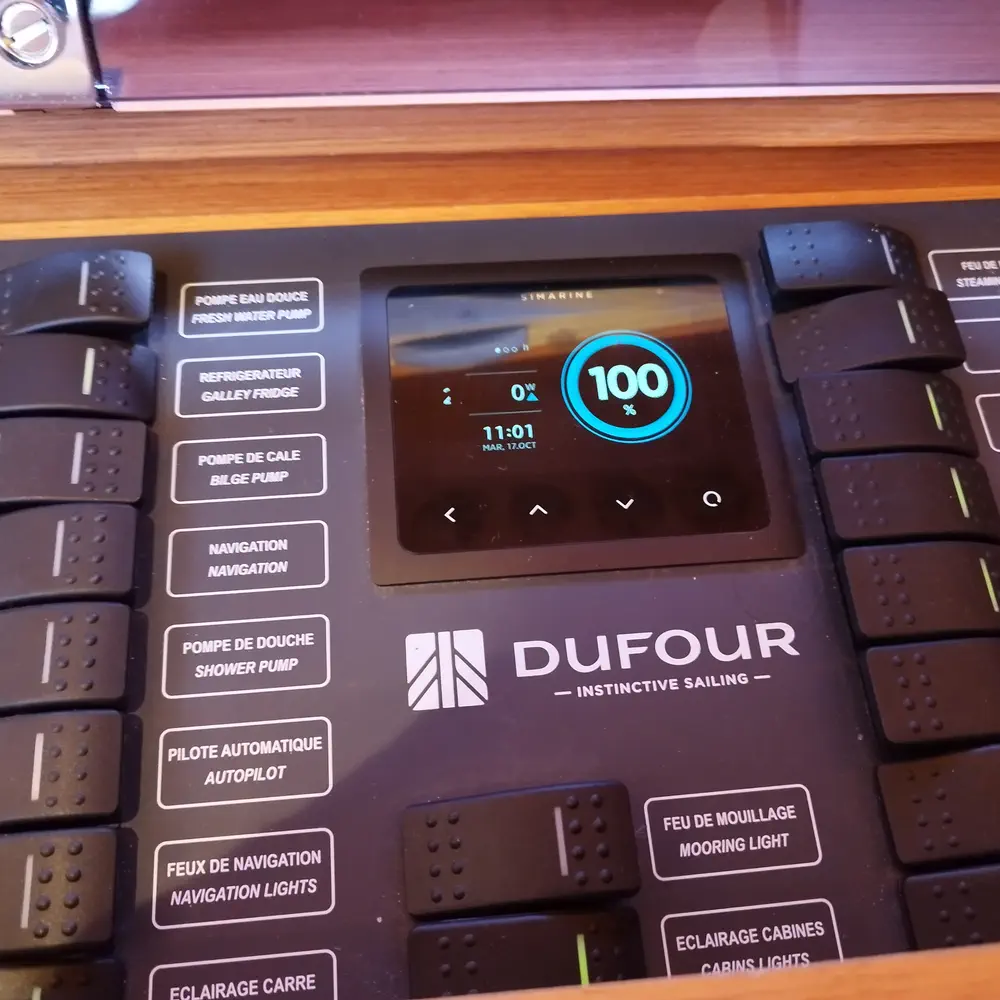 POMPE EAU DOUCE
FRESH WATER PUMP
REFRIGERATEUR
GALLEY FRIDGE
POMPE DE CALE
BILGE PUMP
NAVIGATION
NAVIGATION
POMPE DE DOUCHE
SHOWER PUMP
PILOTE AUTOMATIQUE
AUTOPILOT
FEUX DE NAVIGATION
NAVIGATION LIGHTS
ECLAIRAGE CARRE
SIMARINE
h
0W
11:01
MAR, 17.OCT
100
%
DUFOUR
— INSTINCTIVE SAILING —
FEU DE MOUILLAGE
MOORING LIGHT
ECLAIRAGE CABINES
CABINS LIGHTS
FEU DE